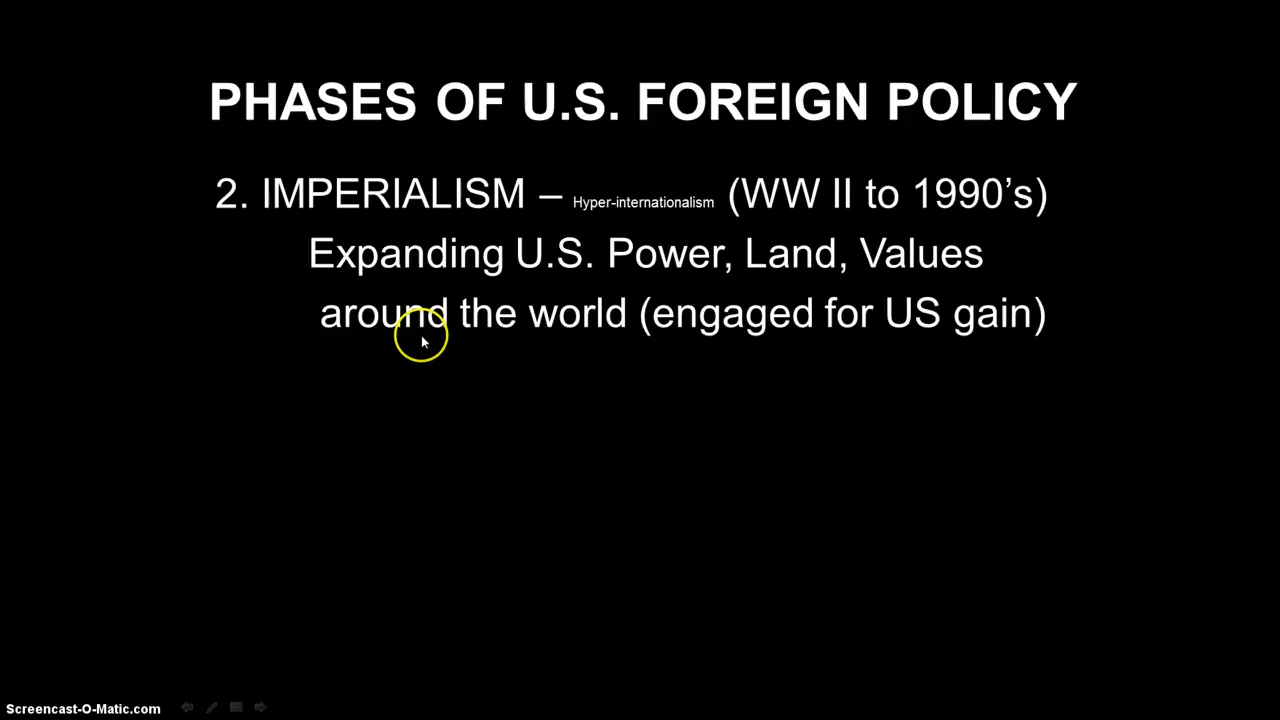 PHASES OF U.S. FOREIGN POLICY
2. IMPERIALISM – Hyper-internationalism (WW II to 1990’s)
Expanding U.S. Power, Land, Values
around the world (engaged for US gain)
Screencast-O-Matic.com